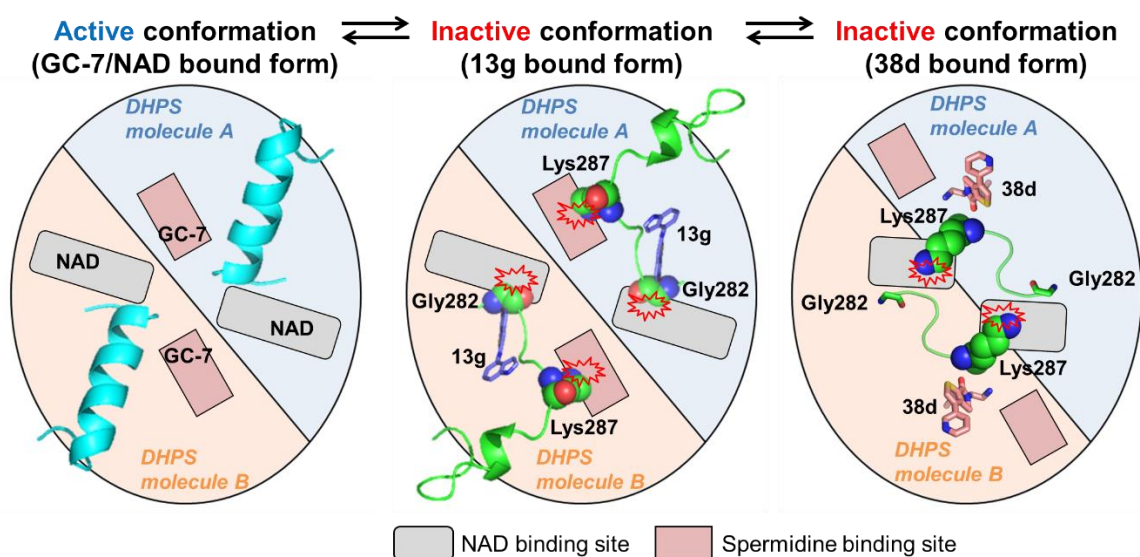 Active conformation
(GC-7/NAD bound form)
Inactive conformation
(13g bound form)
Inactive conformation
(38d bound form)
DHPS
molecule A
GC-7
NAD
NAD
GC-7
DHPS
molecule B
DHPS
molecule A
Lys287
13g
Gly282
Gly282
13g
Lys287
DHPS
molecule B
DHPS
molecule A
38d
Lys287
Gly282
Gly282
Lys287
38d
DHPS
molecule B
NAD binding site
Spermidine binding site